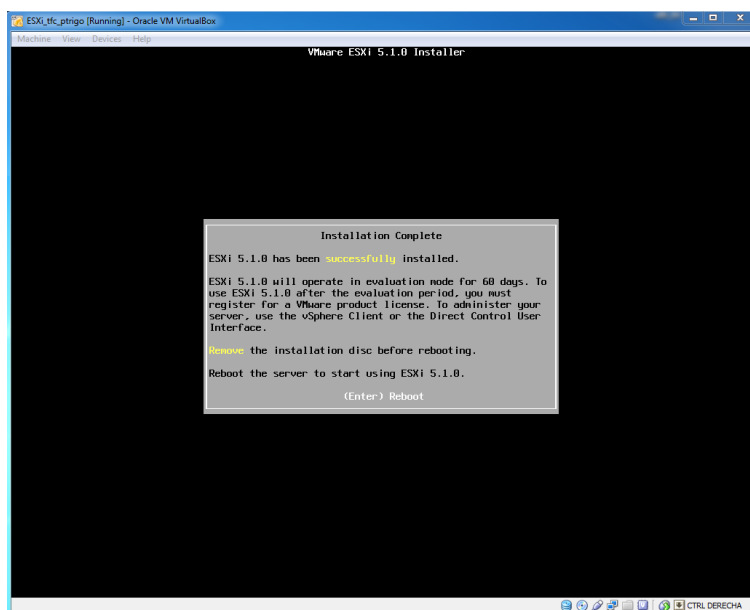 ESXi_tfc_ptrigo [Running] - Oracle VM VirtualBox
Machine View Devices Help
VMware ESXi 5.1.0 Installer
Installation Complete
ESXi 5.1.0 has been successfully installed.
ESXi 5.1.0 will operate in evaluation mode for 60 days. To
use ESXi 5.1.0 after the evaluation period, you must
register for a VMware product license. To administer your
server, use the vSphere Client or the Direct Control User
Interface.
Remove the installation disc before rebooting.
Reboot the server to start using ESXi 5.1.0.
(Enter) Reboot
CTRL DERECHA